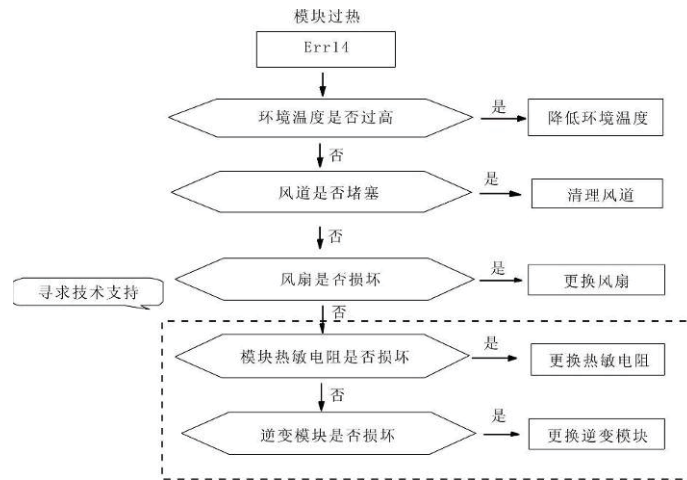 模块过热
Err14
环境温度是否过高
是
降低环境温度
否
风道是否堵塞
是
清理风道
否
风扇是否损坏
是
更换风扇
寻求技术支持
否
模块热敏电阻是否损坏
是
更换热敏电阻
否
逆变模块是否损坏
是
更换逆变模块